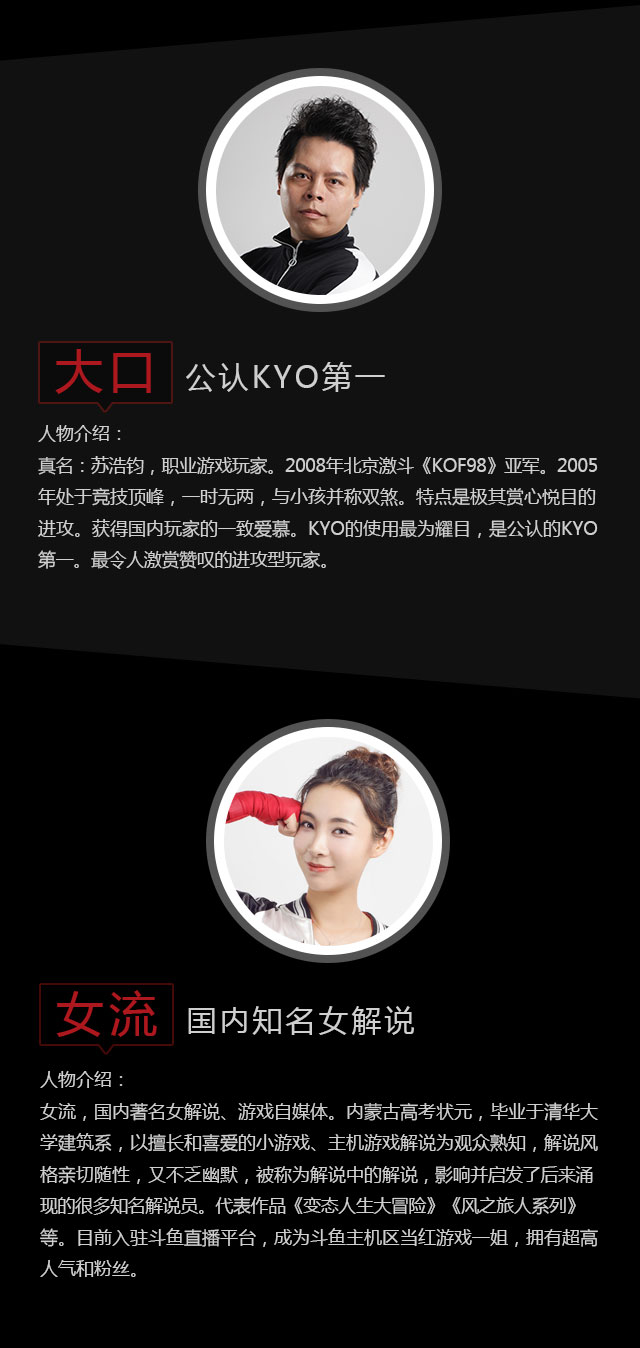 大口
公认KYO第一
人物介绍：
真名：苏浩钧，职业游戏玩家。2008年北京激斗《KOF98》亚军。2005
年处于竞技顶峰，一时无两，与小孩并称双煞。特点是极其赏心悦目的
进攻。获得国内玩家的一致爱慕。KYO的使用最为耀目，是公认的KYO
第一。最令人激赏赞叹的进攻型玩家。
女流
国内知名女解说
人物介绍：
女流，国内著名女解说、游戏自媒体。内蒙古高考状元，毕业于清华大
学建筑系，以擅长和喜爱的小游戏、主机游戏解说为观众熟知，解说风
格亲切随性，又不乏幽默，被称为解说中的解说，影响并启发了后来涌
现的很多知名解说员。代表作品《变态人生大冒险》《风之旅人系列》
等。目前入驻斗鱼直播平台，成为斗鱼主机区当红游戏一姐，拥有超高
人气和粉丝。